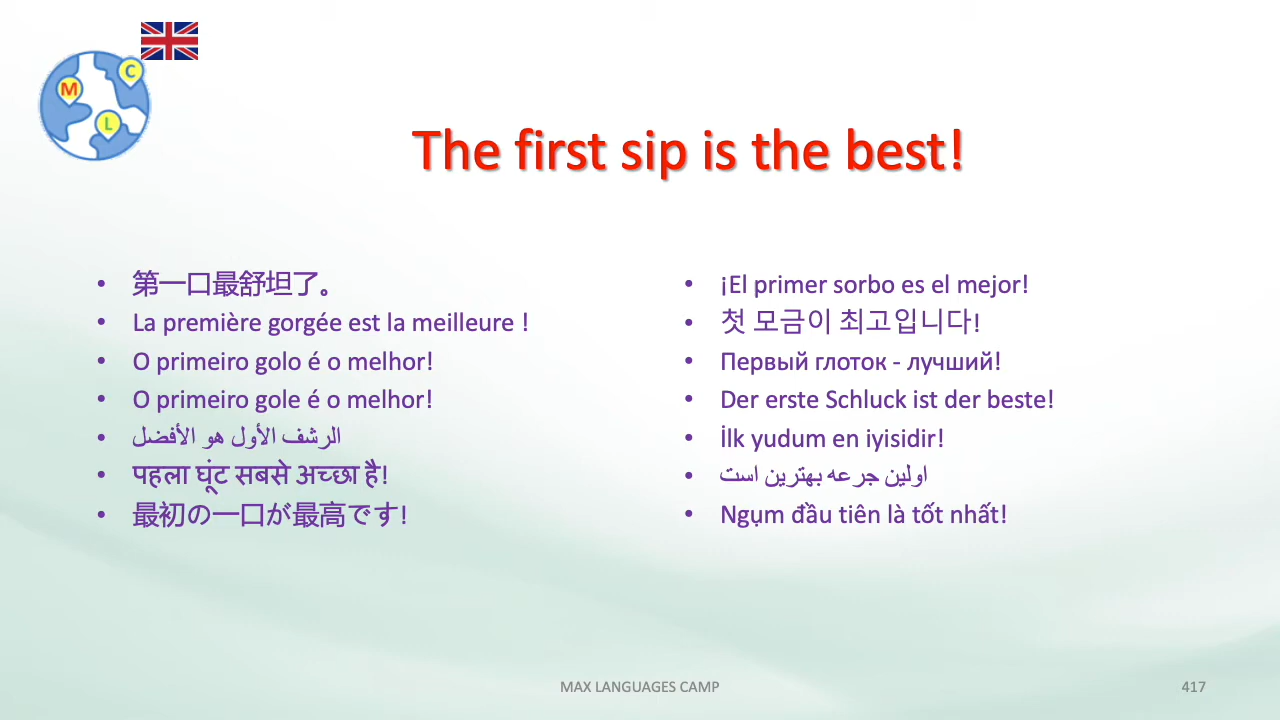 M C L
The first sip is the best!
• 第一口最舒坦了。
• La première gorgée est la meilleure !
• O primeiro golo é o melhor!
• O primeiro gole é o melhor!
• الرشف الأول هو الأفضل
• पहला घूंट सबसे अच्छा है!
• 最初の一口が最高です!
• ¡El primer sorbo es el mejor!
• 첫 모금이 최고입니다!
• Первый глоток - лучший!
• Der erste Schluck ist der beste!
• İlk yudum en iyisidir!
• اولین جرعه بهترین است
• Ngụm đầu tiên là tốt nhất!
MAX LANGUAGES CAMP
417